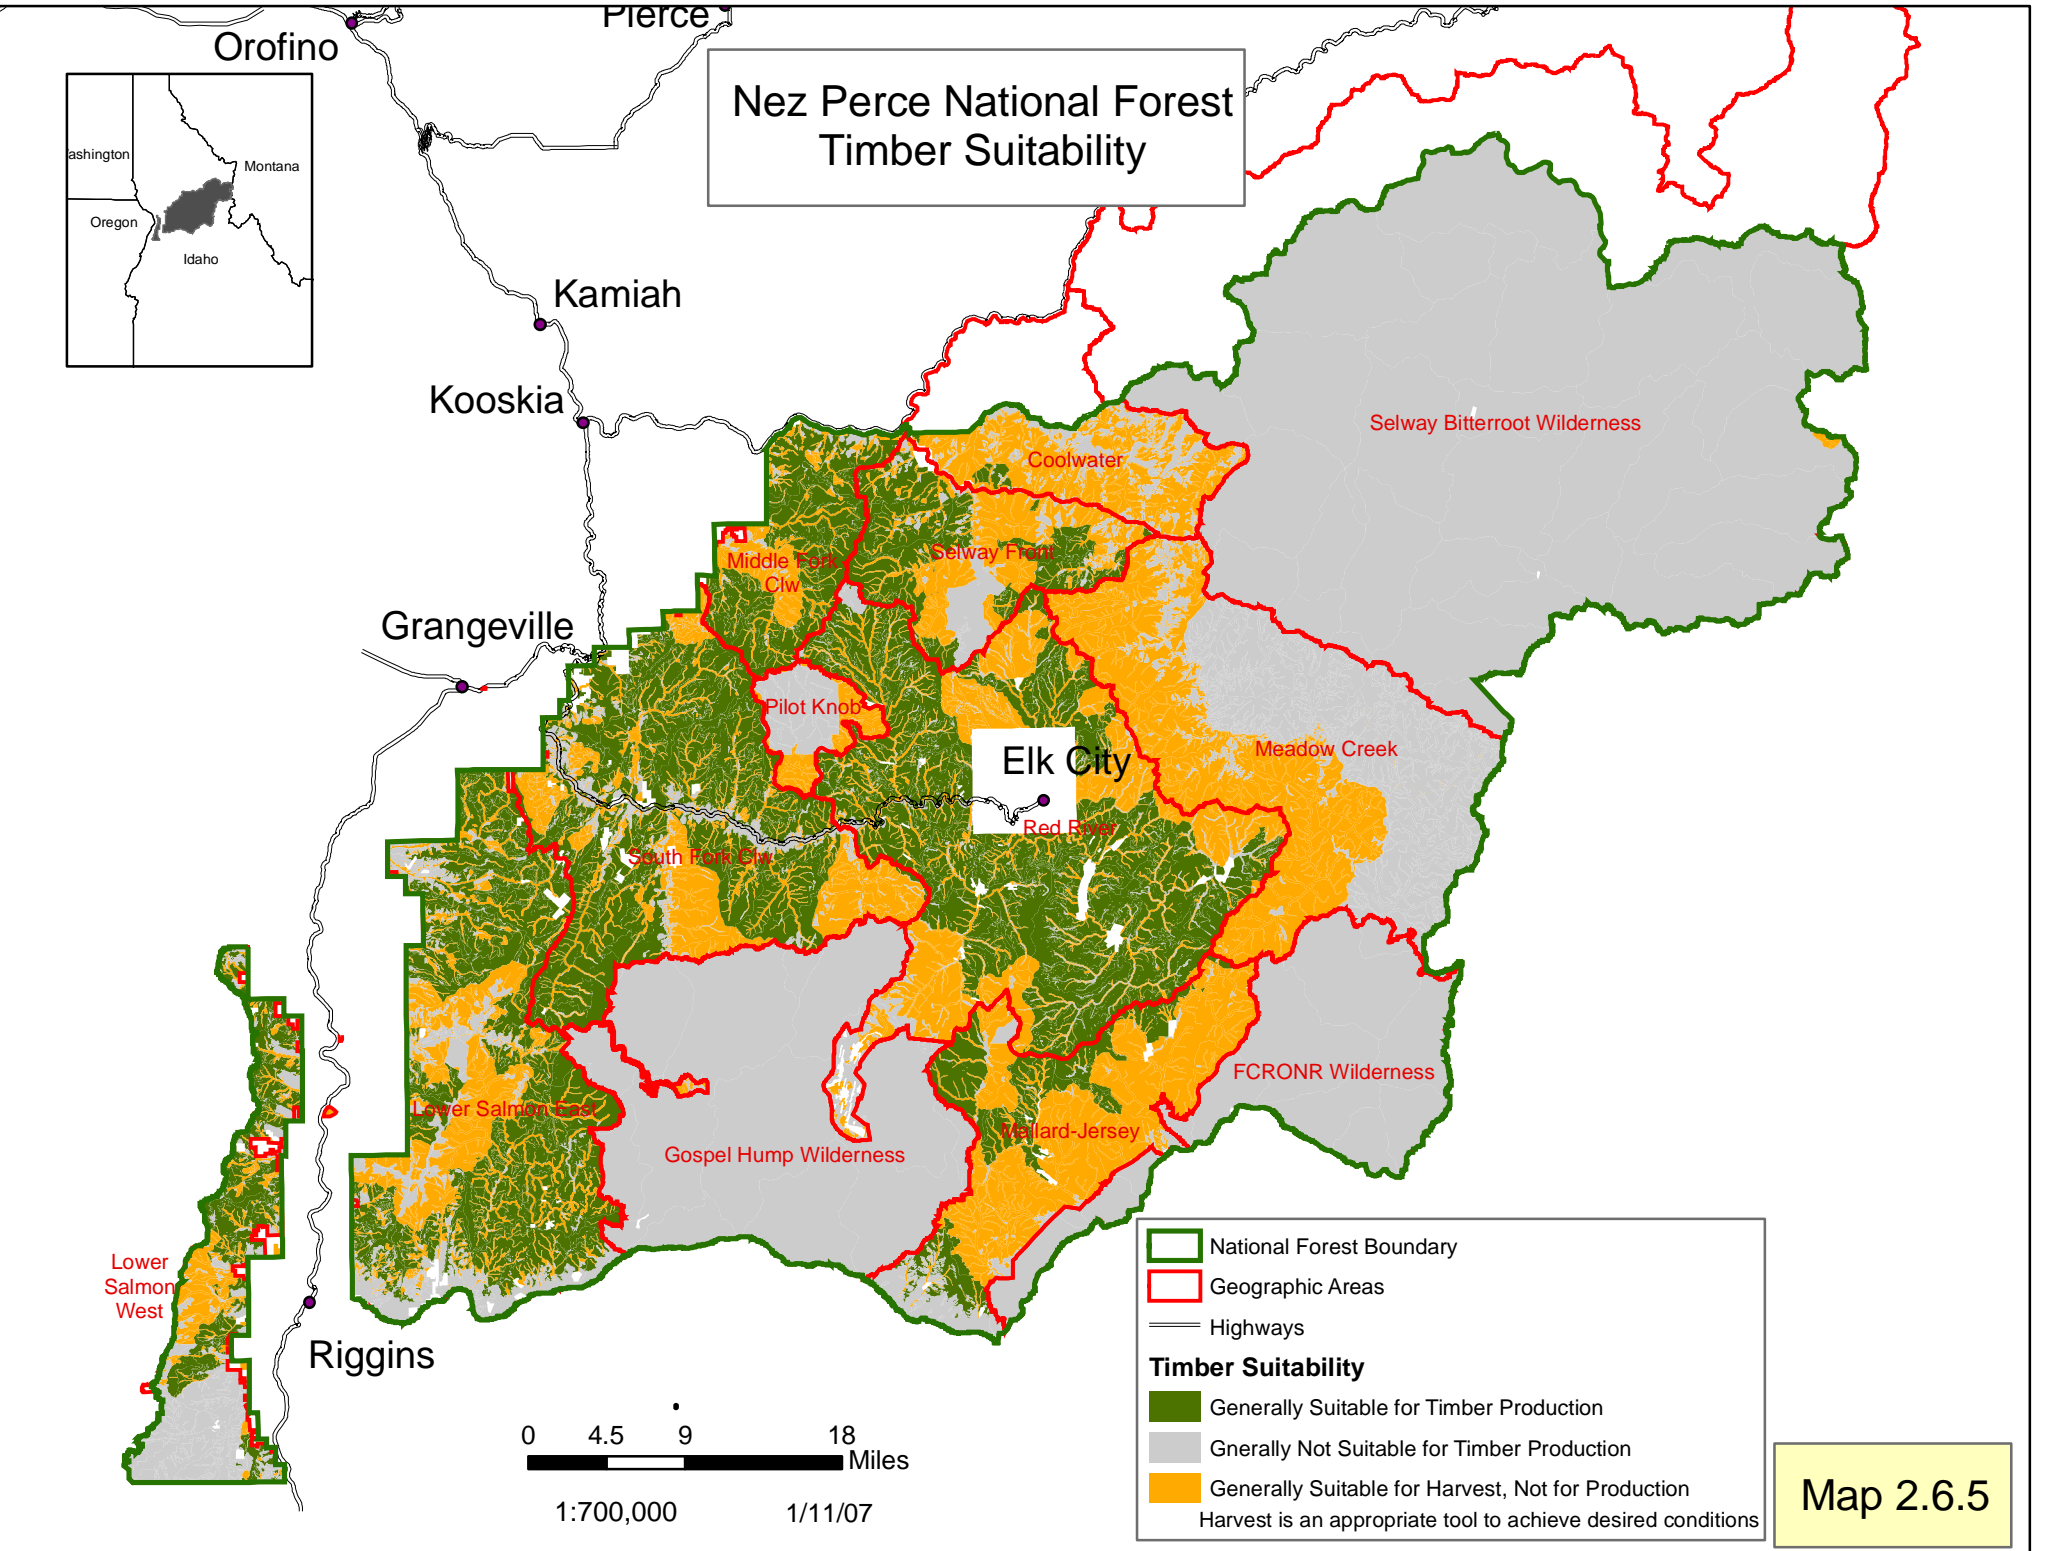 Pierce
Orofino
Nez Perce National Forest
Timber Suitability
ashington
Montana
Oregon
Idaho
Kamiah
Kooskia
Selway Bitterroot Wilderness
Coolwater
Selway Front
Middle Fork
Clw
Grangeville
Pilot Knob
Elk City
Meadow Creek
Red River
South Fork Clw
FCRONR Wilderness
Lower Salmon East
Mallard-Jersey
Gospel Hump Wilderness
Lower
Salmon
West
Riggins
National Forest Boundary
Geographic Areas
Highways
Timber Suitability
Generally Suitable for Timber Production
Gnerally Not Suitable for Timber Production
Generally Suitable for Harvest, Not for Production
Harvest is an appropriate tool to achieve desired conditions
0 4.5 9 18
Miles
1:700,000 1/11/07
Map 2.6.5